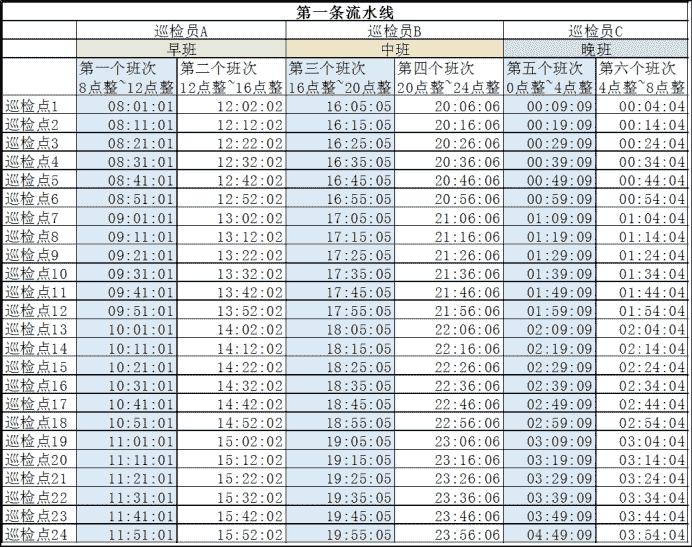 第一条流水线
巡检员A 巡检员B 巡检员C
早班 中班 晚班
第一个班次 第二个班次 第三个班次 第四个班次 第五个班次 第六个班次
8点整~12点整 12点整~16点整 16点整~20点整 20点整~24点整 0点整~4点整 4点整~8点整
巡检点1 08:01:01 12:02:02 16:05:05 20:06:06 00:09:09 00:04:04
巡检点2 08:11:01 12:12:02 16:15:05 20:16:06 00:19:09 00:14:04
巡检点3 08:21:01 12:22:02 16:25:05 20:26:06 00:29:09 00:24:04
巡检点4 08:31:01 12:32:02 16:35:05 20:36:06 00:39:09 00:34:04
巡检点5 08:41:01 12:42:02 16:45:05 20:46:06 00:49:09 00:44:04
巡检点6 08:51:01 12:52:02 16:55:05 20:56:06 00:59:09 00:54:04
巡检点7 09:01:01 13:02:02 17:05:05 21:06:06 01:09:09 01:04:04
巡检点8 09:11:01 13:12:02 17:15:05 21:16:06 01:19:09 01:14:04
巡检点9 09:21:01 13:22:02 17:25:05 21:26:06 01:29:09 01:24:04
巡检点10 09:31:01 13:32:02 17:35:05 21:36:06 01:39:09 01:34:04
巡检点11 09:41:01 13:42:02 17:45:05 21:46:06 01:49:09 01:44:04
巡检点12 09:51:01 13:52:02 17:55:05 21:56:06 01:59:09 01:54:04
巡检点13 10:01:01 14:02:02 18:05:05 22:06:06 02:09:09 02:04:04
巡检点14 10:11:01 14:12:02 18:15:05 22:16:06 02:19:09 02:14:04
巡检点15 10:21:01 14:22:02 18:25:05 22:26:06 02:29:09 02:24:04
巡检点16 10:31:01 14:32:02 18:35:05 22:36:06 02:39:09 02:34:04
巡检点17 10:41:01 14:42:02 18:45:05 22:46:06 02:49:09 02:44:04
巡检点18 10:51:01 14:52:02 18:55:05 22:56:06 02:59:09 02:54:04
巡检点19 11:01:01 15:02:02 19:05:05 23:06:06 03:09:09 03:04:04
巡检点20 11:11:01 15:12:02 19:15:05 23:16:06 03:19:09 03:14:04
巡检点21 11:21:01 15:22:02 19:25:05 23:26:06 03:29:09 03:24:04
巡检点22 11:31:01 15:32:02 19:35:05 23:36:06 03:39:09 03:34:04
巡检点23 11:41:01 15:42:02 19:45:05 23:46:06 03:49:09 03:44:04
巡检点24 11:51:01 15:52:02 19:55:05 23:56:06 04:49:09 03:54:04